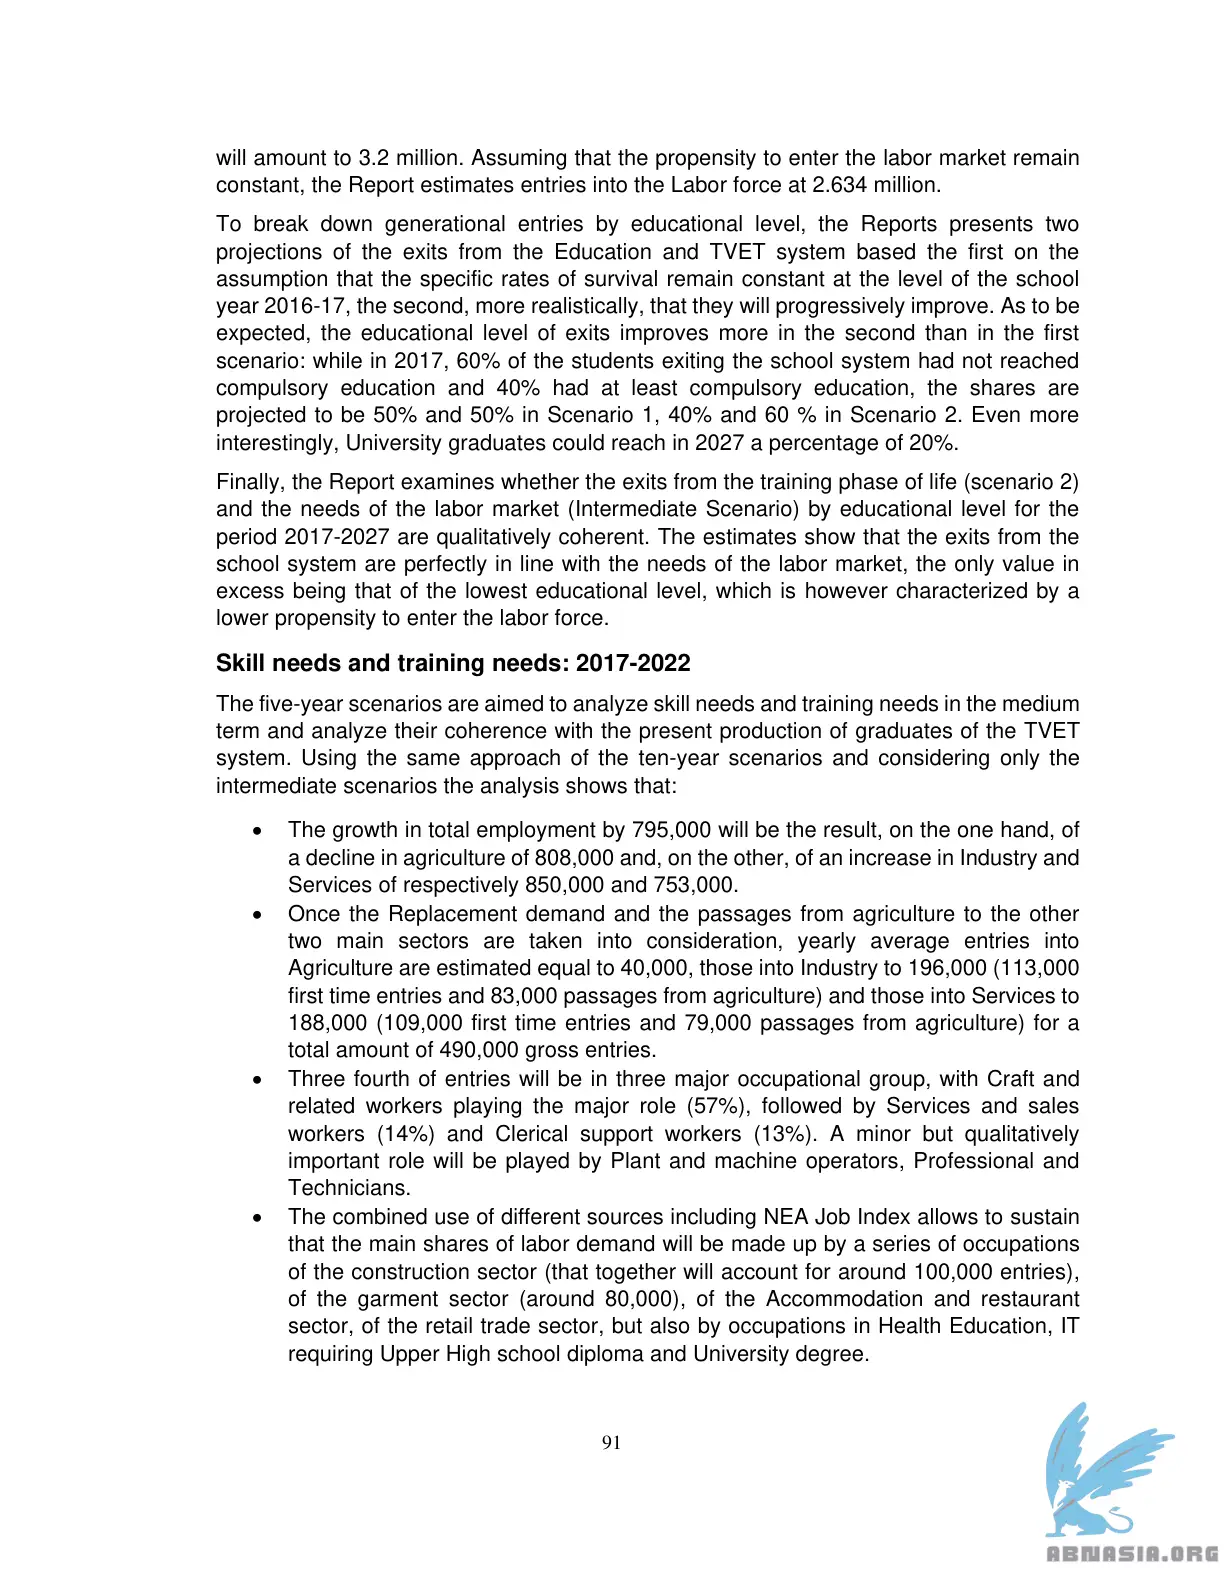 will amount to 3.2 million. Assuming that the propensity to enter the labor market remain
constant, the Report estimates entries into the Labor force at 2.634 million.
To break down generational entries by educational level, the Reports presents two
projections of the exits from the Education and TVET system based the first on the
assumption that the specific rates of survival remain constant at the level of the school
year 2016-17, the second, more realistically, that they will progressively improve. As to be
expected, the educational level of exits improves more in the second than in the first
scenario: while in 2017, 60% of the students exiting the school system had not reached
compulsory education and 40% had at least compulsory education, the shares are
projected to be 50% and 50% in Scenario 1, 40% and 60 % in Scenario 2. Even more
interestingly, University graduates could reach in 2027 a percentage of 20%.
Finally, the Report examines whether the exits from the training phase of life (scenario 2)
and the needs of the labor market (Intermediate Scenario) by educational level for the
period 2017-2027 are qualitatively coherent. The estimates show that the exits from the
school system are perfectly in line with the needs of the labor market, the only value in
excess being that of the lowest educational level, which is however characterized by a
lower propensity to enter the labor force.
Skill needs and training needs: 2017-2022
The five-year scenarios are aimed to analyze skill needs and training needs in the medium
term and analyze their coherence with the present production of graduates of the TVET
system. Using the same approach of the ten-year scenarios and considering only the
intermediate scenarios the analysis shows that:
• The growth in total employment by 795,000 will be the result, on the one hand, of
a decline in agriculture of 808,000 and, on the other, of an increase in Industry and
Services of respectively 850,000 and 753,000.
• Once the Replacement demand and the passages from agriculture to the other
two main sectors are taken into consideration, yearly average entries into
Agriculture are estimated equal to 40,000, those into Industry to 196,000 (113,000
first time entries and 83,000 passages from agriculture) and those into Services to
188,000 (109,000 first time entries and 79,000 passages from agriculture) for a
total amount of 490,000 gross entries.
• Three fourth of entries will be in three major occupational group, with Craft and
related workers playing the major role (57%), followed by Services and sales
workers (14%) and Clerical support workers (13%). A minor but qualitatively
important role will be played by Plant and machine operators, Professional and
Technicians.
• The combined use of different sources including NEA Job Index allows to sustain
that the main shares of labor demand will be made up by a series of occupations
of the construction sector (that together will account for around 100,000 entries),
of the garment sector (around 80,000), of the Accommodation and restaurant
sector, of the retail trade sector, but also by occupations in Health Education, IT
requiring Upper High school diploma and University degree.
91
ABNASIA.ORG